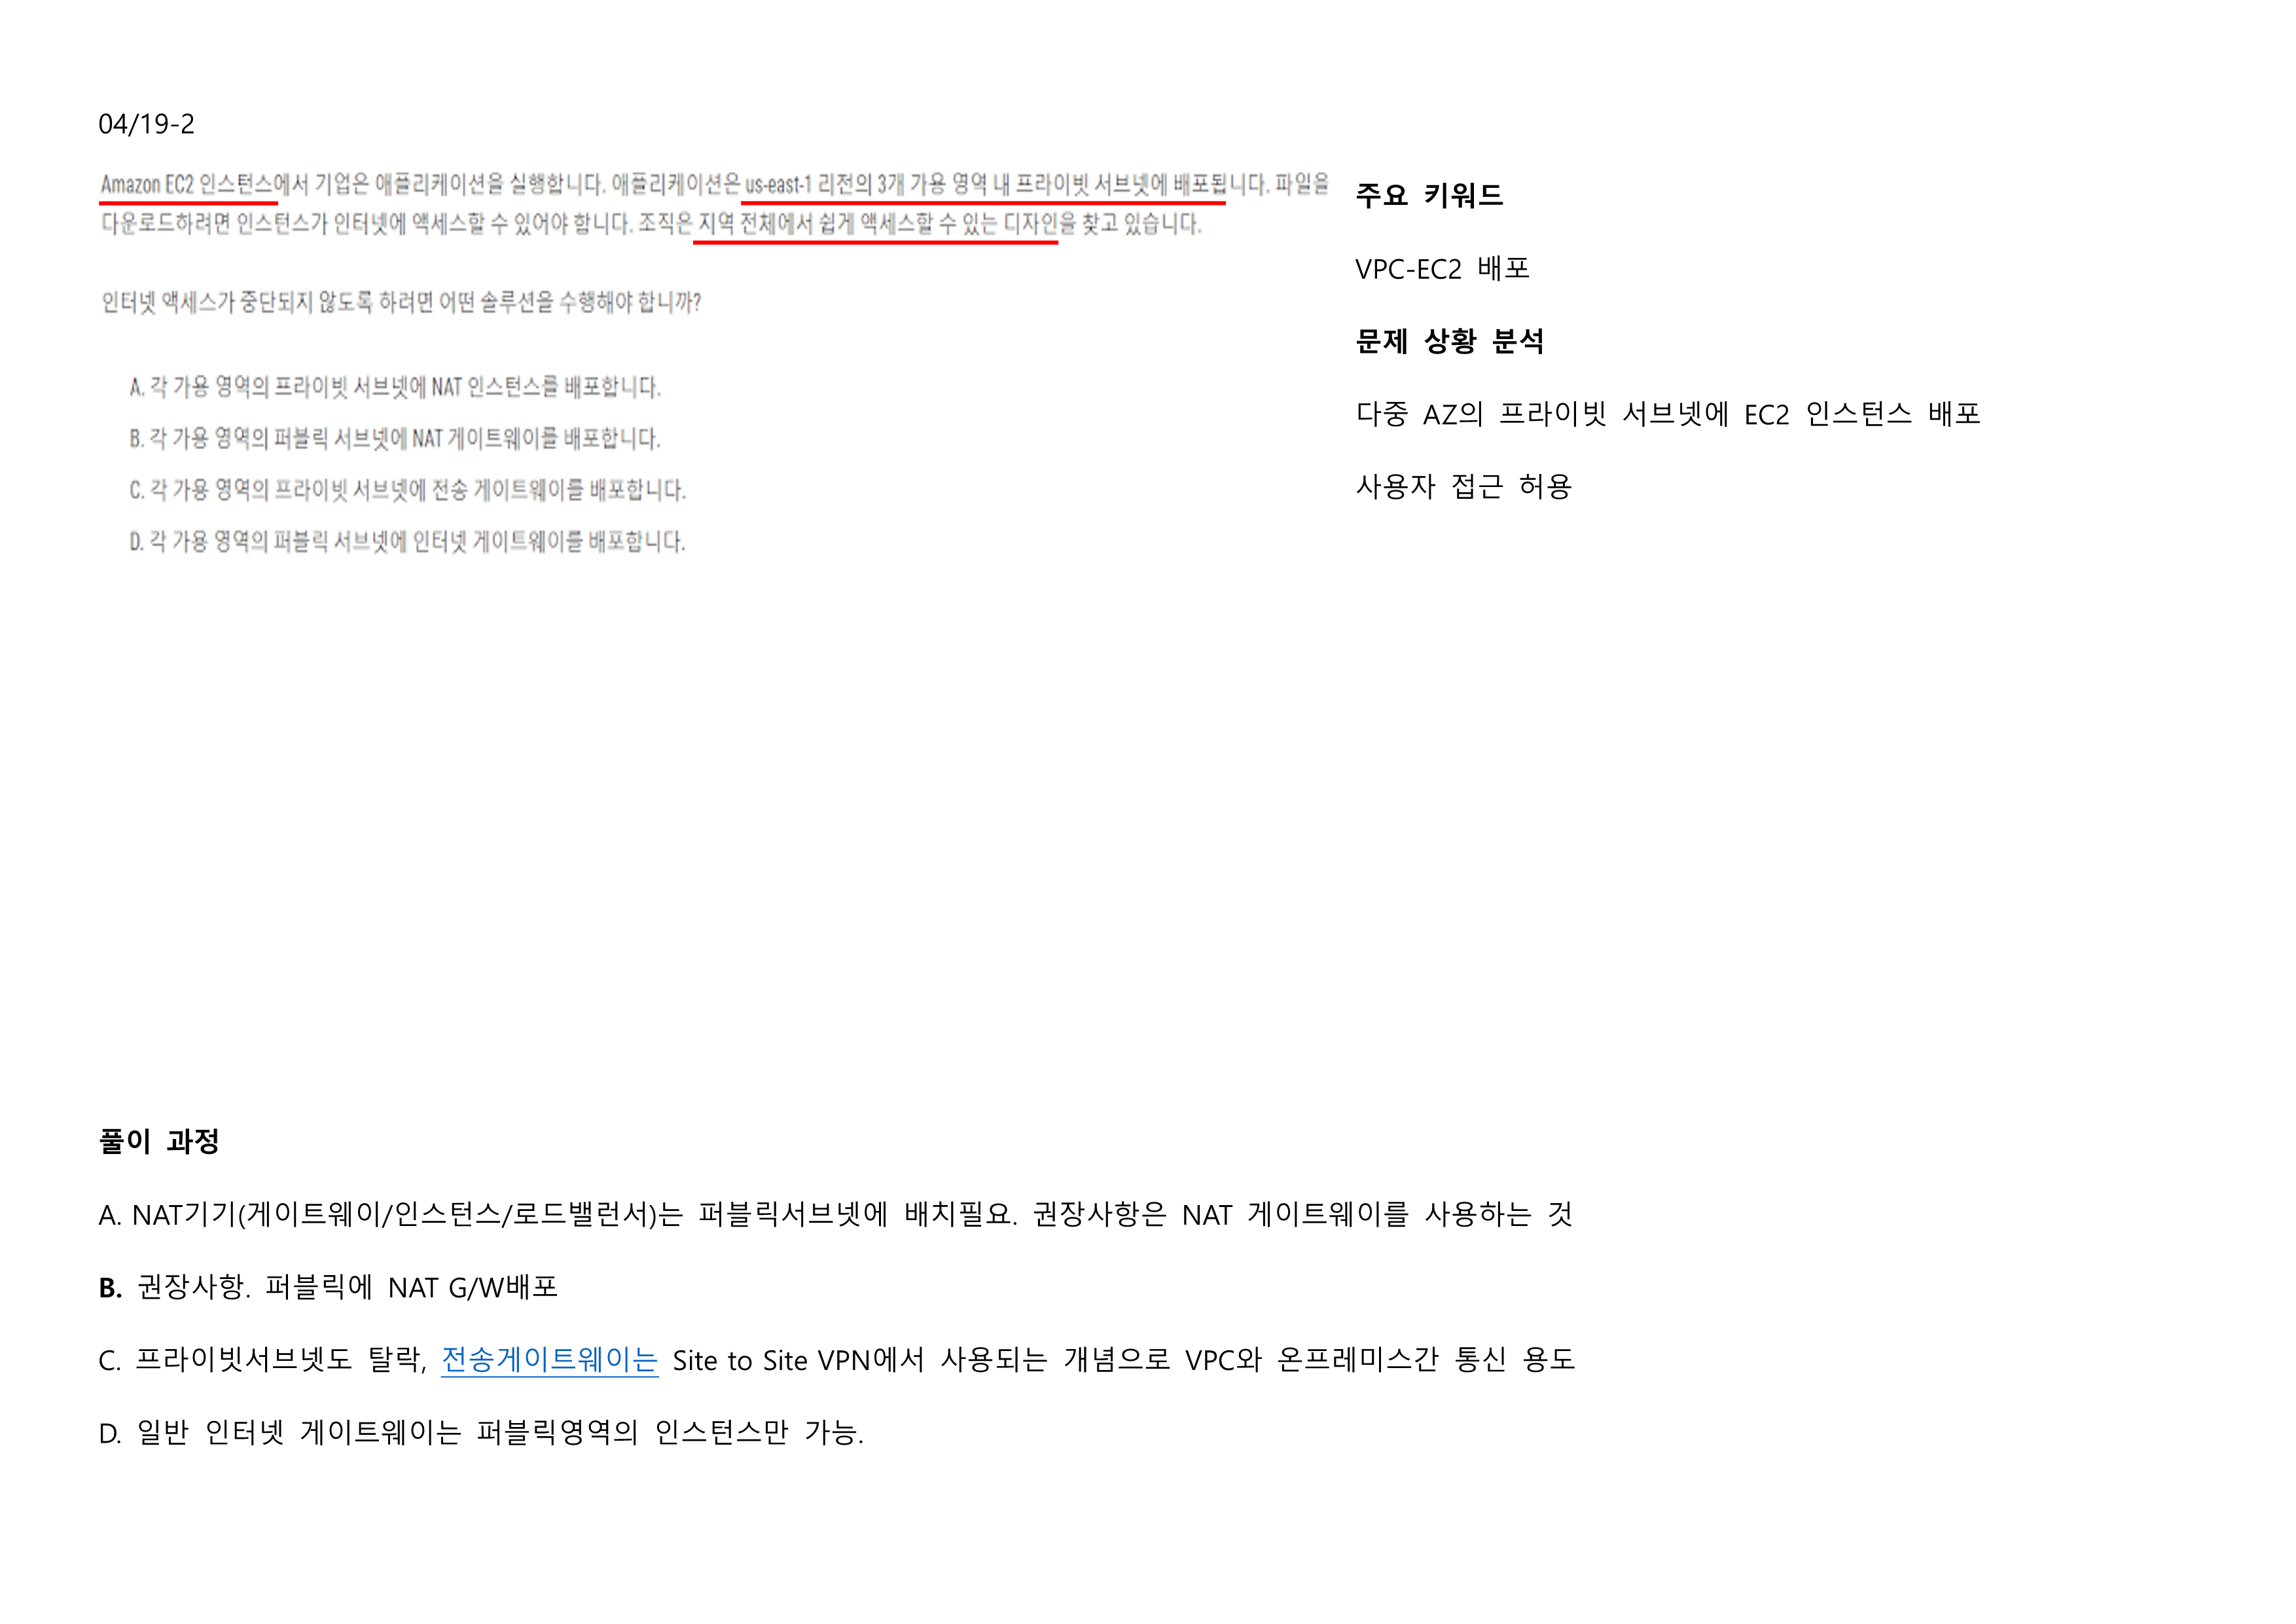 04/19-2
Amazon EC2 인스턴스에서 기업은 애플리케이션을 실행합니다. 애플리케이션은 us-east-1 리전의 3개 가용 영역 내 프라이빗 서브넷에 배포됩니다. 파일을
다운로드하려면 인스턴스가 인터넷에 액세스할 수 있어야 합니다. 조직은 지역 전체에서 쉽게 액세스할 수 있는 디자인을 찾고 있습니다.
인터넷 액세스가 중단되지 않도록 하려면 어떤 솔루션을 수행해야 합니까?
A. 각 가용 영역의 프라이빗 서브넷에 NAT 인스턴스를 배포합니다.
B. 각 가용 영역의 퍼블릭 서브넷에 NAT 게이트웨이를 배포합니다.
C. 각 가용 영역의 프라이빗 서브넷에 전송 게이트웨이를 배포합니다.
D. 각 가용 영역의 퍼블릭 서브넷에 인터넷 게이트웨이를 배포합니다.
주요 키워드
VPC-EC2 배포
문제 상황 분석
다중 AZ의 프라이빗 서브넷에 EC2 인스턴스 배포
사용자 접근 허용
풀이 과정
A. NAT기기(게이트웨이/인스턴스/로드밸런서)는 퍼블릭서브넷에 배치필요. 권장사항은 NAT 게이트웨이를 사용하는 것
B. 권장사항. 퍼블릭에 NAT G/W배포
C. 프라이빗서브넷도 탈락, 전송게이트웨이는 Site to Site VPN에서 사용되는 개념으로 VPC와 온프레미스간 통신 용도
D. 일반 인터넷 게이트웨이는 퍼블릭영역의 인스턴스만 가능.